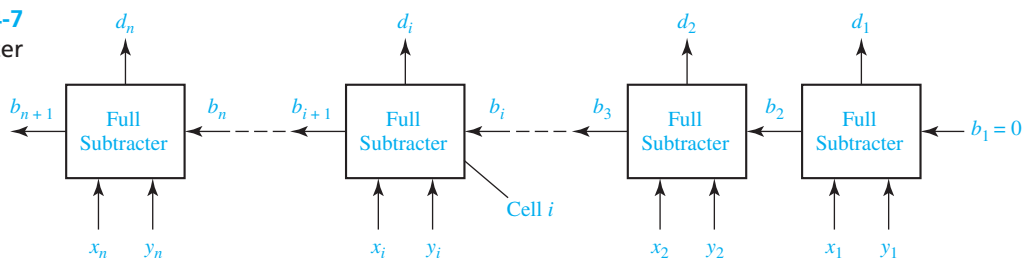 -7
er
dₙ dᵢ d₂ d₁
bₙ₊₁ Full Subtracter bₙ bᵢ₊₁ Full Subtracter bᵢ b₃ Full Subtracter b₂ Full Subtracter b₁ = 0
Cell i
xₙ yₙ xᵢ yᵢ x₂ y₂ x₁ y₁